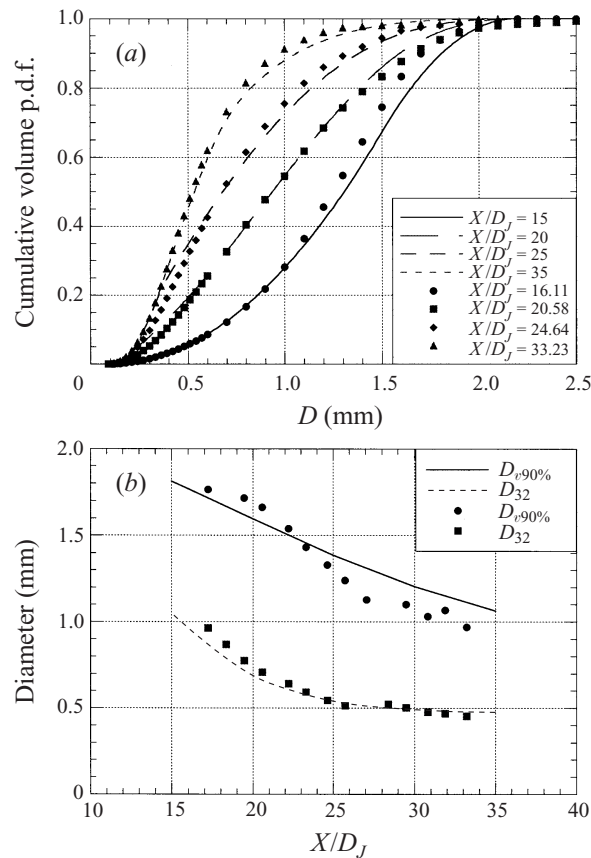 (a)
Cumulative volume p.d.f.
1.0
0.8
0.6
0.4
0.2
0
0.5
1.0
1.5
2.0
2.5
D (mm)
X/D_J = 15
X/D_J = 20
X/D_J = 25
X/D_J = 35
X/D_J = 16.11
X/D_J = 20.58
X/D_J = 24.64
X/D_J = 33.23
(b)
Diameter (mm)
2.0
1.5
1.0
0.5
0
10
15
20
25
30
35
40
X/D_J
D_v90%
D_32
D_v90%
D_32